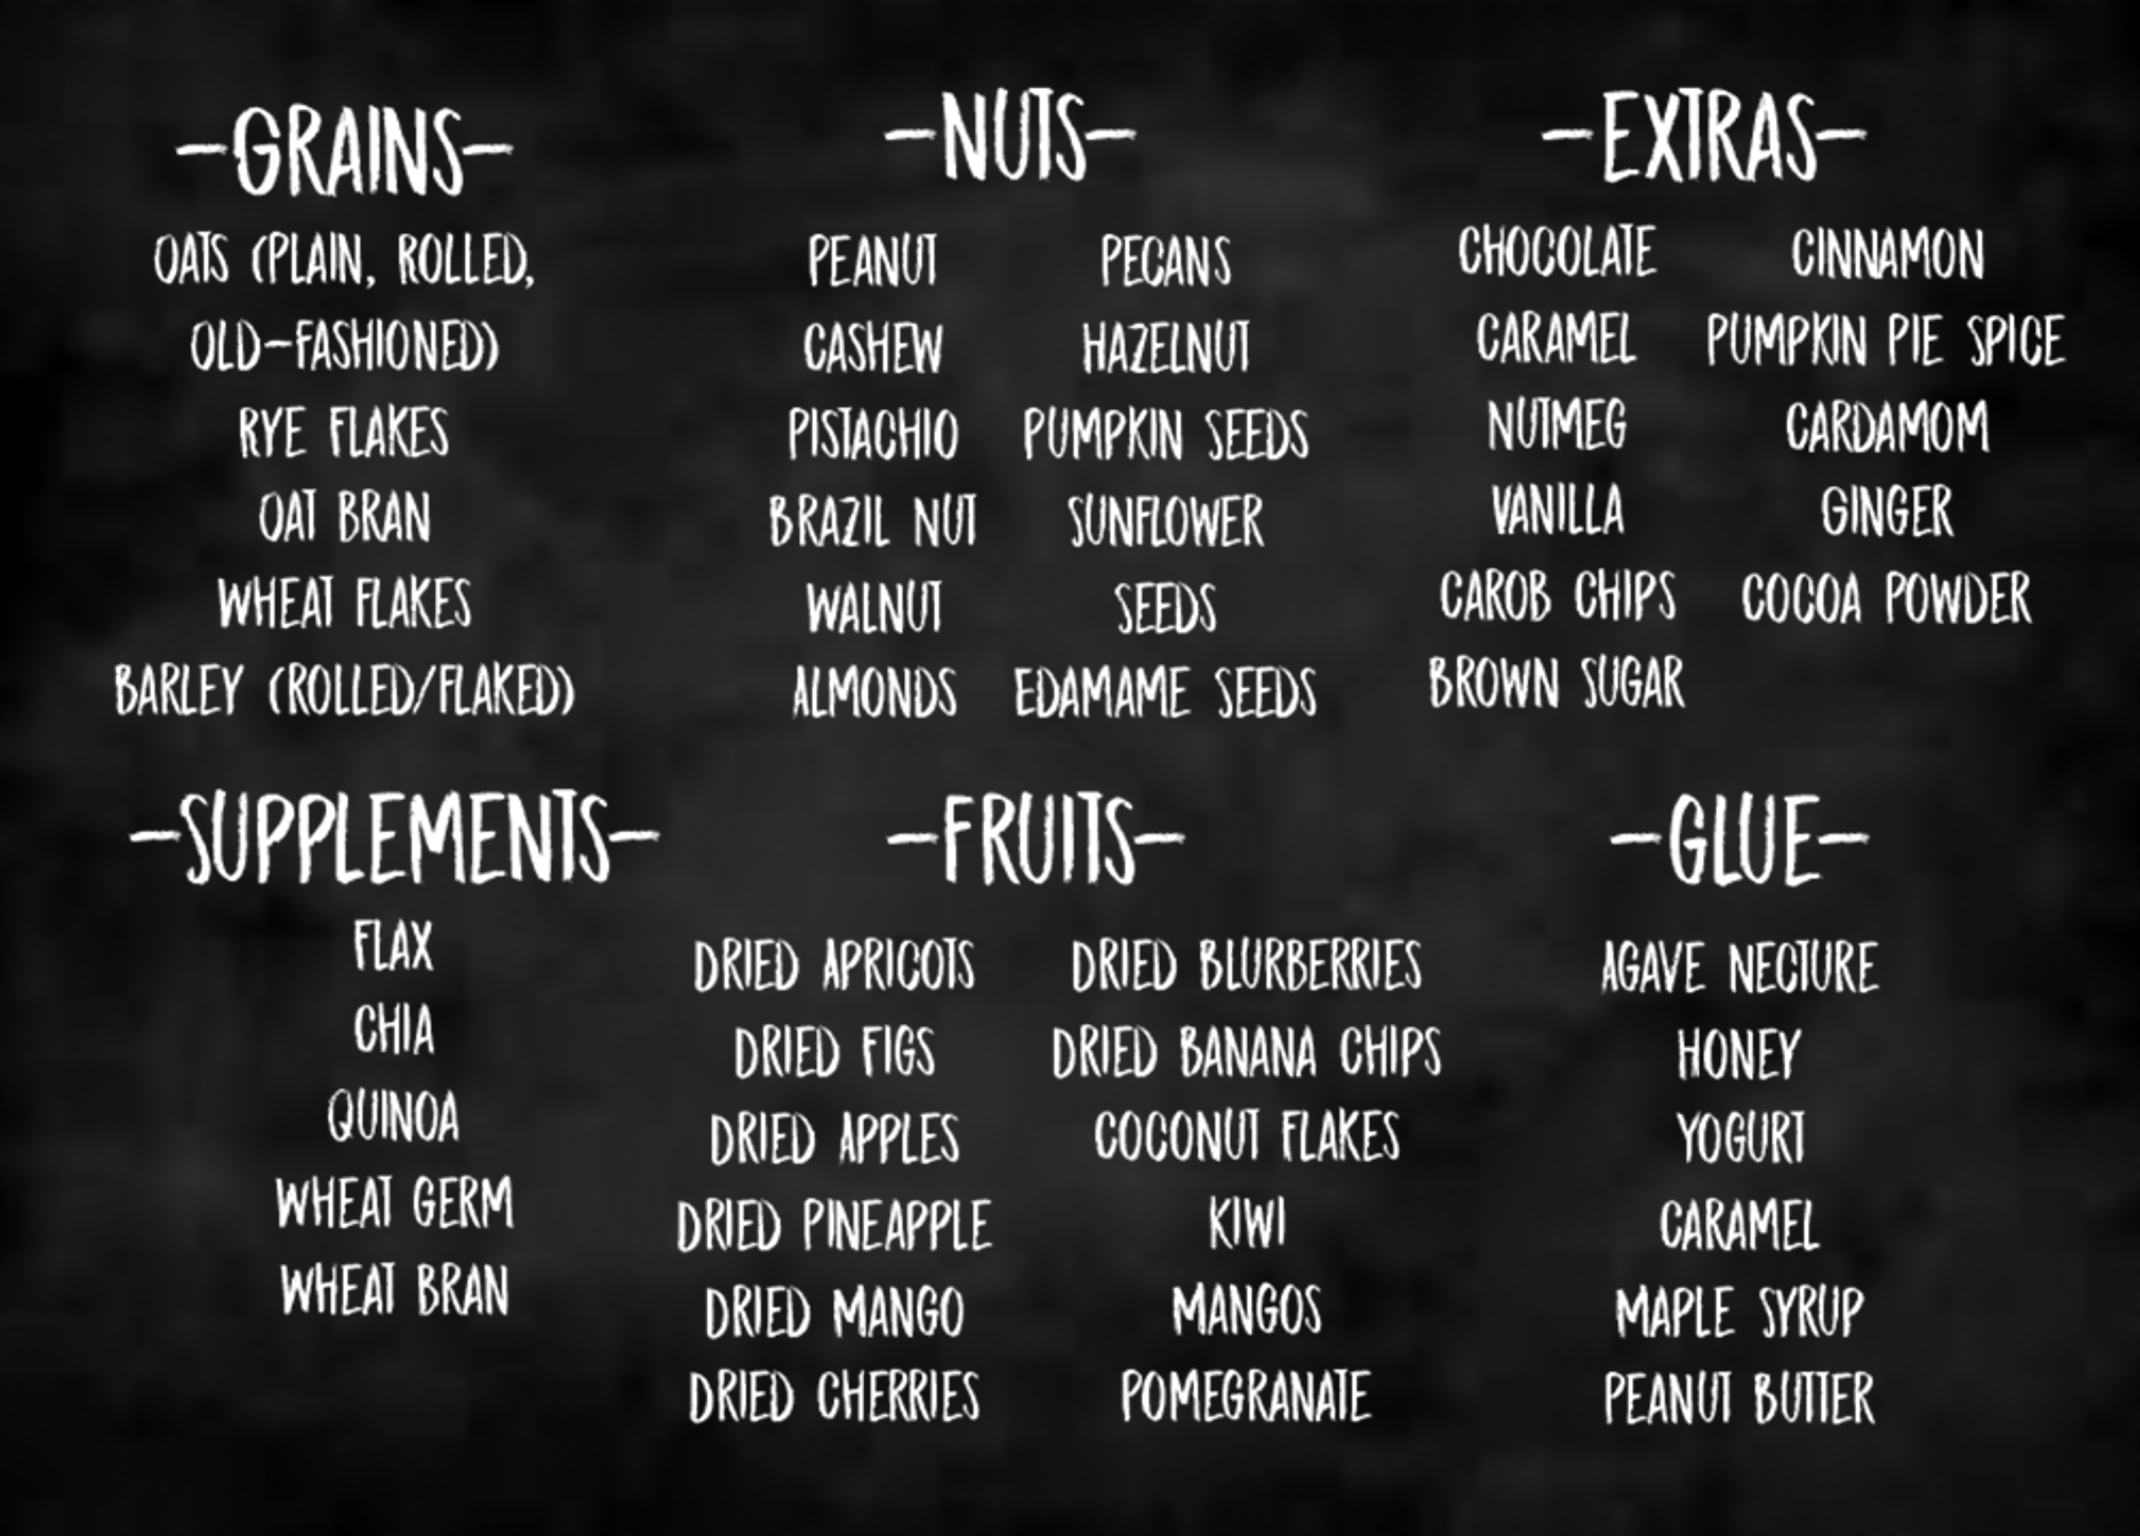 -GRAINS-
OATS (PLAIN, ROLLED,
OLD-FASHIONED)
RYE FLAKES
OAT BRAN
WHEAT FLAKES
BARLEY (ROLLED/FLAKED)
-NUTS-
PEANUT
CASHEW
PISTACHIO
BRAZIL NUT
WALNUT
ALMONDS
PECANS
HAZELNUT
PUMPKIN SEEDS
SUNFLOWER
SEEDS
EDAMAME SEEDS
-EXTRAS-
CHOCOLATE
CARAMEL
NUTMEG
VANILLA
CAROB CHIPS
BROWN SUGAR
CINNAMON
PUMPKIN PIE SPICE
CARDAMOM
GINGER
COCOA POWDER
-SUPPLEMENTS-
FLAX
CHIA
QUINOA
WHEAT GERM
WHEAT BRAN
-FRUITS-
DRIED APRICOTS
DRIED FIGS
DRIED APPLES
DRIED PINEAPPLE
DRIED MANGO
DRIED CHERRIES
DRIED BLURBERRIES
DRIED BANANA CHIPS
COCONUT FLAKES
KIWI
MANGOS
POMEGRANATE
-GLUE-
AGAVE NECTURE
HONEY
YOGURT
CARAMEL
MAPLE SYRUP
PEANUT BUTTER